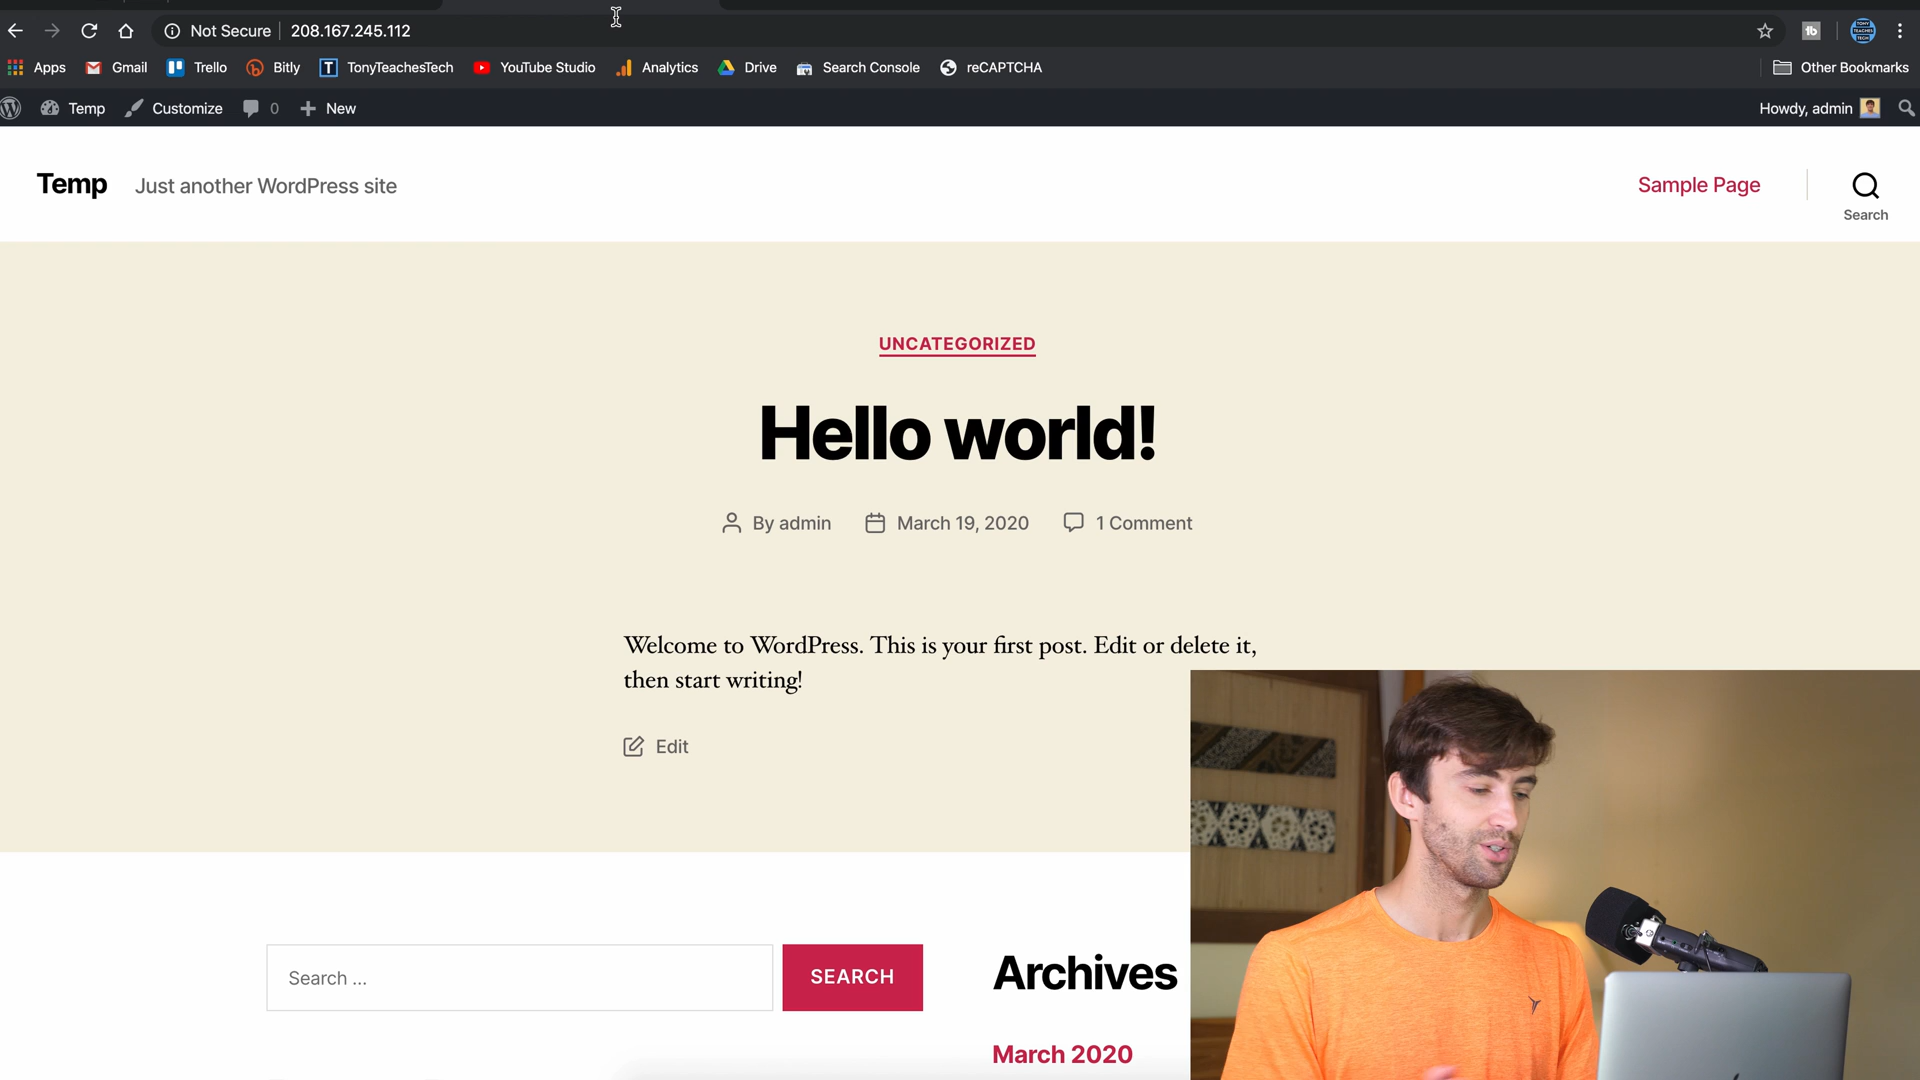 Not Secure 208.167.245.112
Apps Gmail Trello Bitly TonyTeachesTech YouTube Studio Analytics Drive Search Console reCAPTCHA Other Bookmarks
Temp Customize 0 New Howdy, admin
Temp Just another WordPress site Sample Page
Search
UNCATEGORIZED
Hello world!
By admin March 19, 2020 1 Comment
Welcome to WordPress. This is your first post. Edit or delete it,
then start writing!
Edit
Search ... SEARCH Archives
March 2020